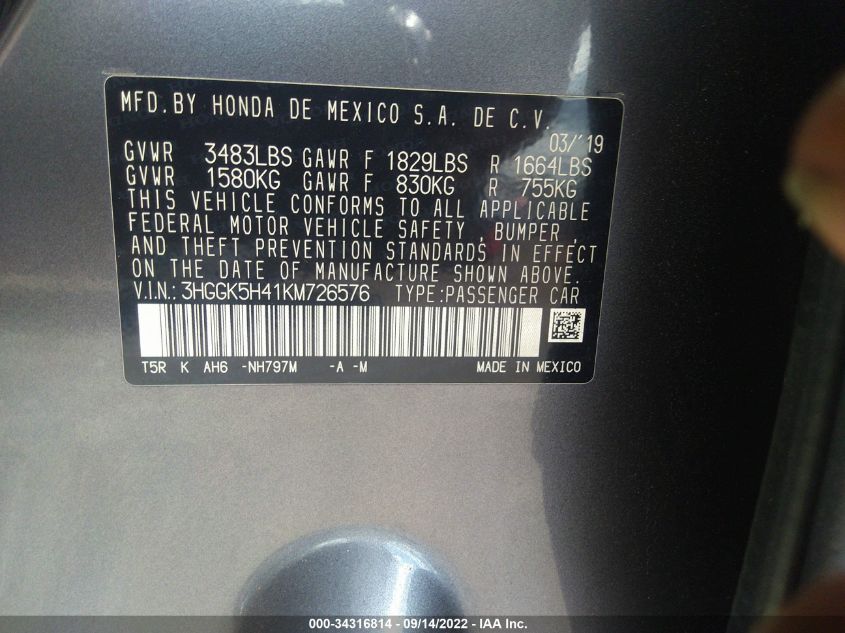 MFD.BY HONDA DE MEXICO S.A. DE C.V.
03/'19
GVWR 3483LBS GAWR F 1829LBS R 1664LBS
GVWR 1580KG GAWR F 830KG R 755KG
THIS VEHICLE CONFORMS TO ALL APPLICABLE
FEDERAL MOTOR VEHICLE SAFETY, BUMPER,
AND THEFT PREVENTION STANDARDS IN EFFECT
ON THE DATE OF MANUFACTURE SHOWN ABOVE.
V.I.N.: 3HGGK5H41KM726576 TYPE:PASSENGER CAR
T5R K AH6 -NH797M -A -M MADE IN MEXICO
000-34316814 - 09/14/2022 - IAA Inc.